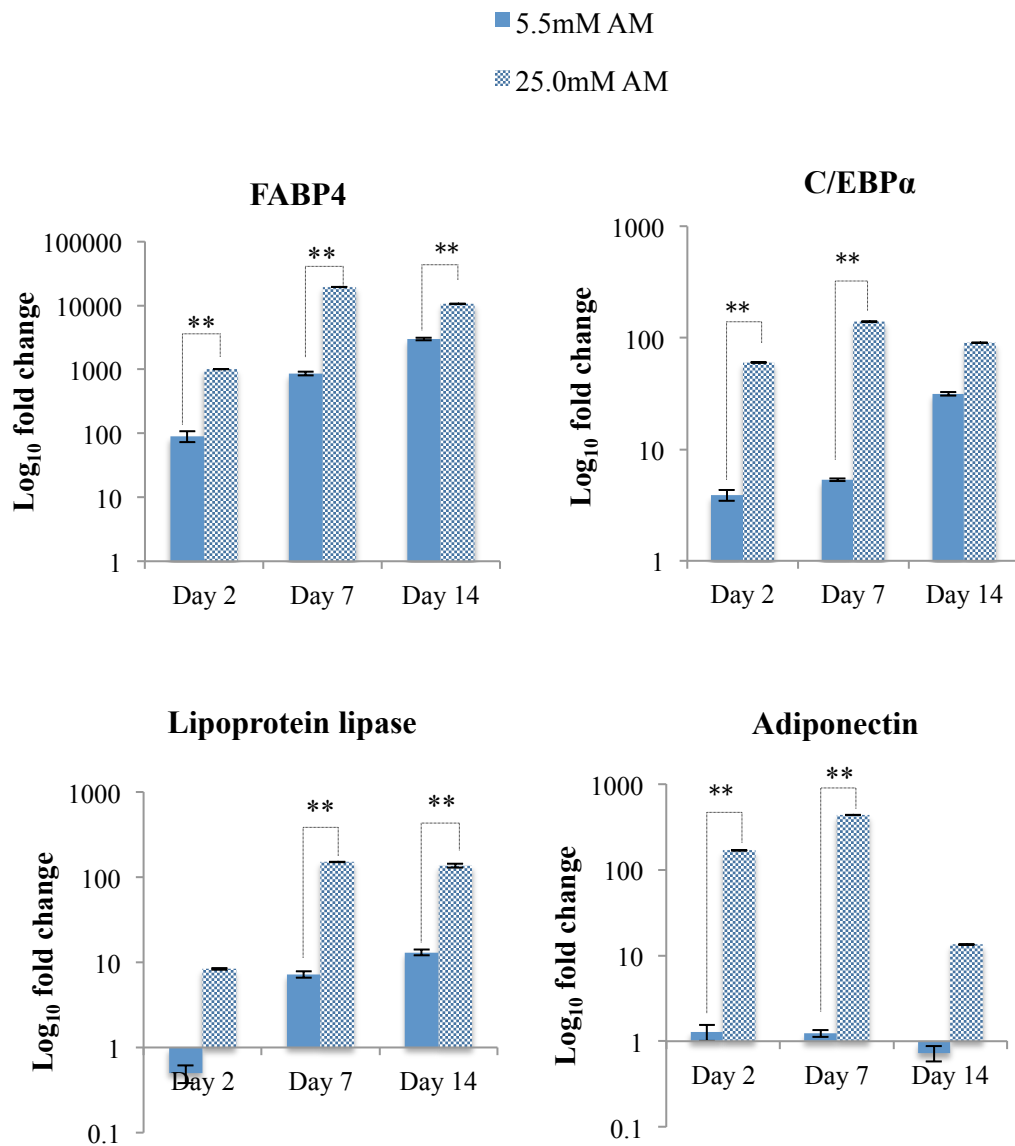 5.5mM AM
25.0mM AM
FABP4
Log10 fold change
100000
10000
1000
100
10
1
**
**
**
Day 2
Day 7
Day 14
C/EBPα
Log10 fold change
1000
100
10
1
**
**
Day 2
Day 7
Day 14
Lipoprotein lipase
Log10 fold change
1000
100
10
1
0.1
**
**
Day 2
Day 7
Day 14
Adiponectin
Log10 fold change
1000
100
10
1
0.1
**
**
Day 2
Day 7
Day 14